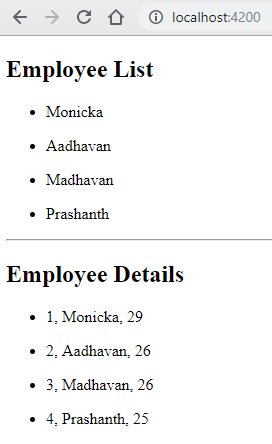 localhost:4200
Employee List
Monicka
Aadhavan
Madhavan
Prashanth
Employee Details
1, Monicka, 29
2, Aadhavan, 26
3, Madhavan, 26
4, Prashanth, 25